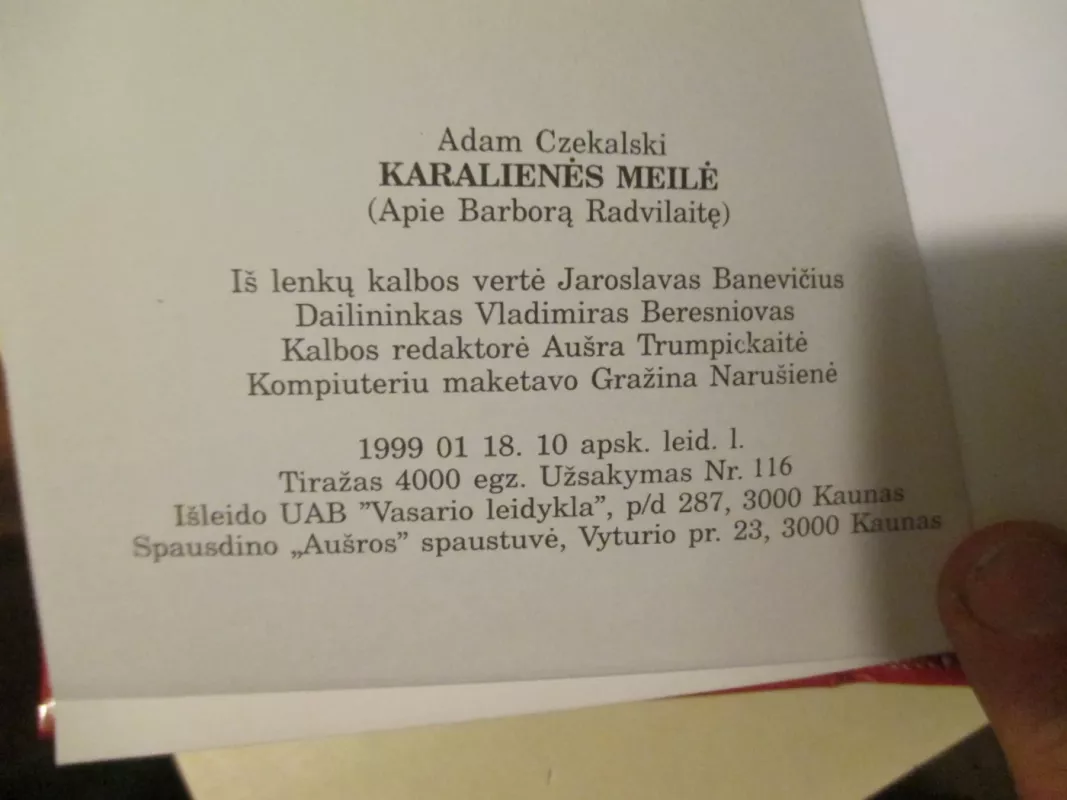 Adam Czekalski
KARALIENĖS MEILĖ
(Apie Barborą Radvilaitę)
Iš lenkų kalbos vertė Jaroslavas Banevičius
Dailininkas Vladimiras Beresniovas
Kalbos redaktorė Aušra Trumpickaitė
Kompiuteriu maketavo Gražina Narušienė
1999 01 18. 10 apsk. leid. l.
Tiražas 4000 egz. Užsakymas Nr. 116
Išleido UAB "Vasario leidykla", p/d 287, 3000 Kaunas
Spausdino „Aušros" spaustuvė, Vyturio pr. 23, 3000 Kaunas